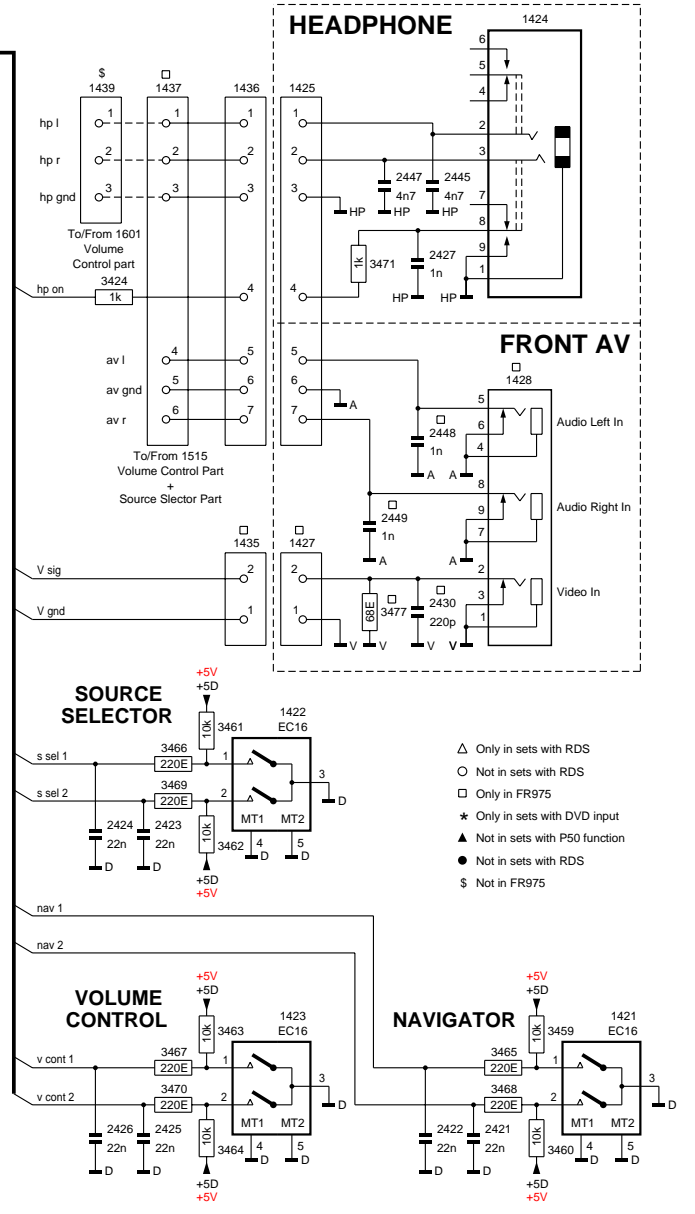 HEADPHONE
1424
6
5
4
2
3
7
8
9
1
$
1439
1437
1436
1425
hp l
1
1
1
1
hp r
2
2
2
2
hp gnd
3
3
3
3
HP
2447
4n7
HP
2445
4n7
HP
To/From 1601
Volume
Control part
3424
hp on
1k
4
4
1k
3471
2427
1n
HP
HP
FRONT AV
1428
av l
4
5
5
av gnd
5
6
6
A
av r
6
7
7
To/From 1515
Volume Control Part
+
Source Slector Part
5
6
4
Audio Left In
2448
1n
A
A
8
9
7
Audio Right In
2449
1n
A
A
1435
1427
V sig
2
2
V gnd
1
1
V
68E
3477
V
2430
220p
V
V
2
3
1
Video In
SOURCE
SELECTOR
+5V
+5D
10k
3461
1422
EC16
s sel 1
3466
220E
1
s sel 2
3469
220E
2
3
D
MT1
MT2
4
D
5
D
2424
22n
D
2423
22n
D
10k
3462
+5D
+5V
Only in sets with RDS
Not in sets with RDS
Only in FR975
* Only in sets with DVD input
Not in sets with P50 function
Not in sets with RDS
$ Not in FR975
nav 1
nav 2
VOLUME
CONTROL
+5V
+5D
10k
3463
1423
EC16
v cont 1
3467
220E
1
v cont 2
3470
220E
2
3
D
MT1
MT2
4
D
5
D
2426
22n
D
2425
22n
D
10k
3464
+5D
+5V
NAVIGATOR
+5V
+5D
10k
3459
1421
EC16
3465
220E
1
3468
220E
2
3
D
MT1
MT2
4
D
5
D
2422
22n
D
2421
22n
D
10k
3460
+5D
+5V